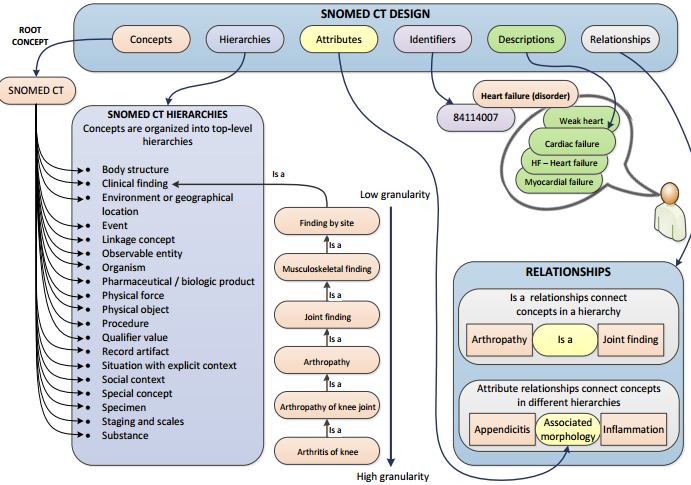 SNOMED CT DESIGN
ROOT
CONCEPT
Concepts
Hierarchies
Attributes
Identifiers
Descriptions
Relationships
SNOMED CT
SNOMED CT HIERARCHIES
Concepts are organized into top-level
hierarchies
Body structure
Clinical finding
Environment or geographical
location
Event
Linkage concept
Observable entity
Organism
Pharmaceutical / biologic product
Physical force
Physical object
Procedure
Qualifier value
Record artifact
Situation with explicit context
Social context
Special concept
Specimen
Staging and scales
Substance
Is a
Finding by site
Is a
Musculoskeletal finding
Is a
Joint finding
Is a
Arthropathy
Is a
Arthropathy of knee joint
Is a
Arthritis of knee
Low granularity
High granularity
Heart failure (disorder)
84114007
Weak heart
Cardiac failure
HF – Heart failure
Myocardial failure
RELATIONSHIPS
Is a relationships connect
concepts in a hierarchy
Arthropathy
Is a
Joint finding
Attribute relationships connect concepts
in different hierarchies
Appendicitis
Associated
morphology
Inflammation